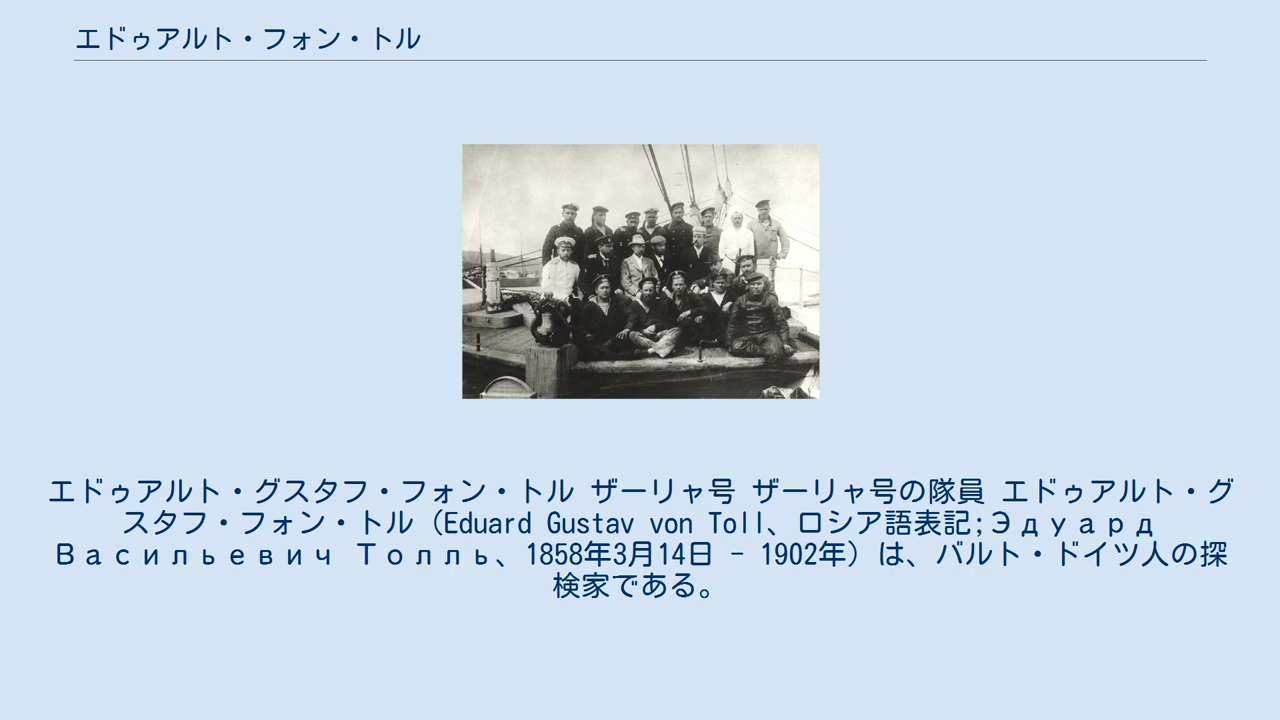 エドゥアルト・フォン・トル
エドゥアルト・グスタフ・フォン・トル ザーリャ号 ザーリャ号の隊員 エドゥアルト・グ
スタフ・フォン・トル（Eduard Gustav von Toll、ロシア語表記;Эдуард
Васильевич Толль、1858年3月14日 - 1902年）は、バルト・ドイツ人の探
検家である。